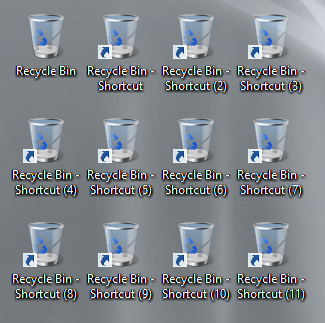 Recycle Bin
Recycle Bin -
Shortcut
Recycle Bin -
Shortcut (2)
Recycle Bin -
Shortcut (3)
Recycle Bin -
Shortcut (4)
Recycle Bin -
Shortcut (5)
Recycle Bin -
Shortcut (6)
Recycle Bin -
Shortcut (7)
Recycle Bin -
Shortcut (8)
Recycle Bin -
Shortcut (9)
Recycle Bin -
Shortcut (10)
Recycle Bin -
Shortcut (11)